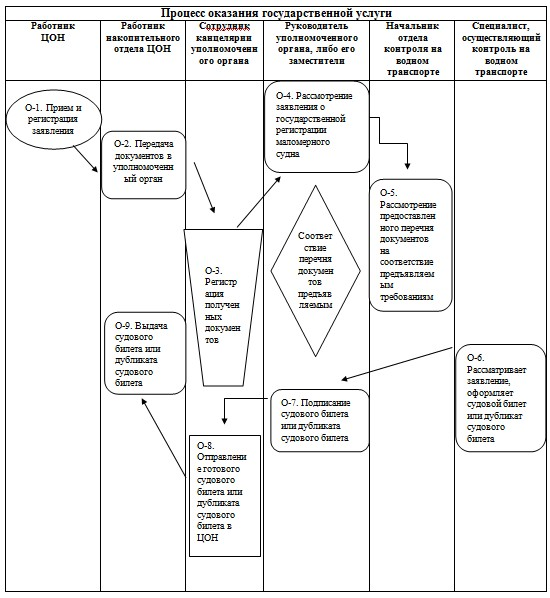 Процесс оказания государственной услуги
Работник
ЦОН
Работник
накопительного
отдела ЦОН
Сотрудник
канцелярии
уполномоченн
ого органа
Руководитель
уполномоченного
органа, либо его
заместители
Начальник
отдела
контроля на
водном
транспорте
Специалист,
осуществляющий
контроль на
водном
транспорте
О-1. Прием и
регистрация
заявления
О-2. Передача
документов в
уполномочен
ный орган
О-3.
Регистр
ация
получен
ных
докумен
тов
О-4. Рассмотрение
заявления о
государственной
регистрации
маломерного
судна
Соответ
ствие
перечня
докумен
тов
предъяв
ляемым
О-5.
Рассмотрение
предоставлен
ного перечня
документов
на
соответствие
предъявляем
ым
требованиям
О-6.
Рассматривает
заявление,
оформляет
судовой билет
или дубликат
судового
билета
О-7. Подписание
судового билета
или дубликата
судового билета
О-8.
Отправлени
е готового
судового
билета или
дубликата
судового
билета в
ЦОН
О-9. Выдача
судового
билета или
дубликата
судового
билета